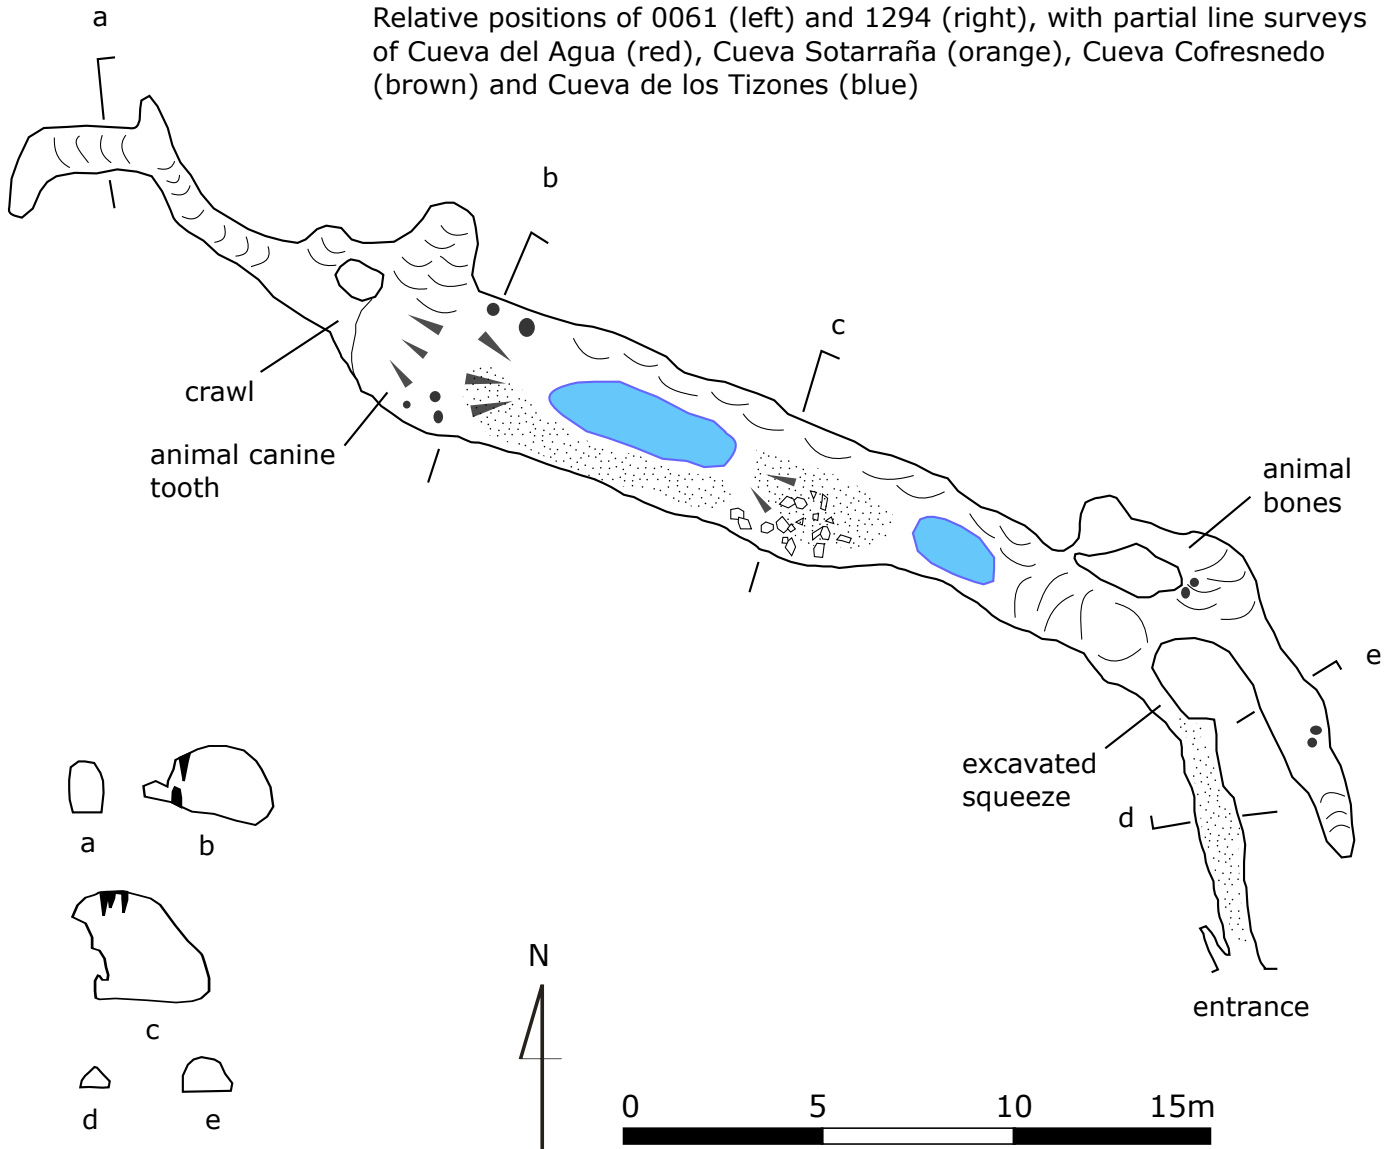 a
Relative positions of 0061 (left) and 1294 (right), with partial line surveys
of Cueva del Agua (red), Cueva Sotarraña (orange), Cueva Cofresnedo
(brown) and Cueva de los Tizones (blue)
b
c
crawl
animal canine
tooth
animal
bones
e
excavated
squeeze
d
a
b
c
d
e
N
entrance
0 5 10 15m